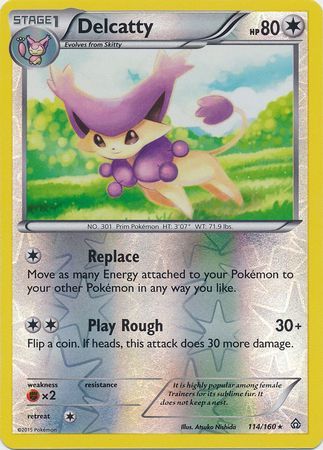 STAGE1 Delcatty HP 80
Evolves from Skitty
NO. 301 Prim Pokémon HT: 3'07" WT: 71.9 lbs.
Replace
Move as many Energy attached to your Pokémon to
your other Pokémon in any way you like.
Play Rough 30+
Flip a coin. If heads, this attack does 30 more damage.
weakness resistance
×2
retreat
It is highly popular among female
Trainers for its sublime fur. It
does not keep a nest.
©2015 Pokémon
Illus. Atsuko Nishida 114/160 ★